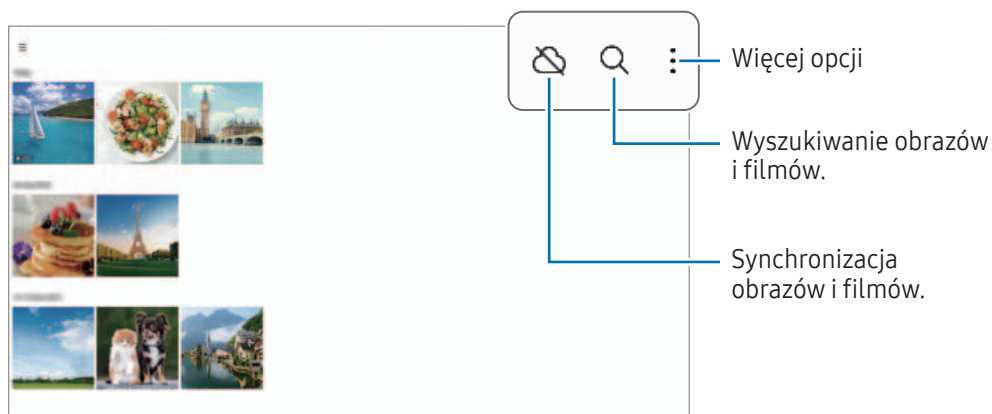 Więcej opcji
Wyszukiwanie obrazów
i filmów.
Synchronizacja
obrazów i filmów.